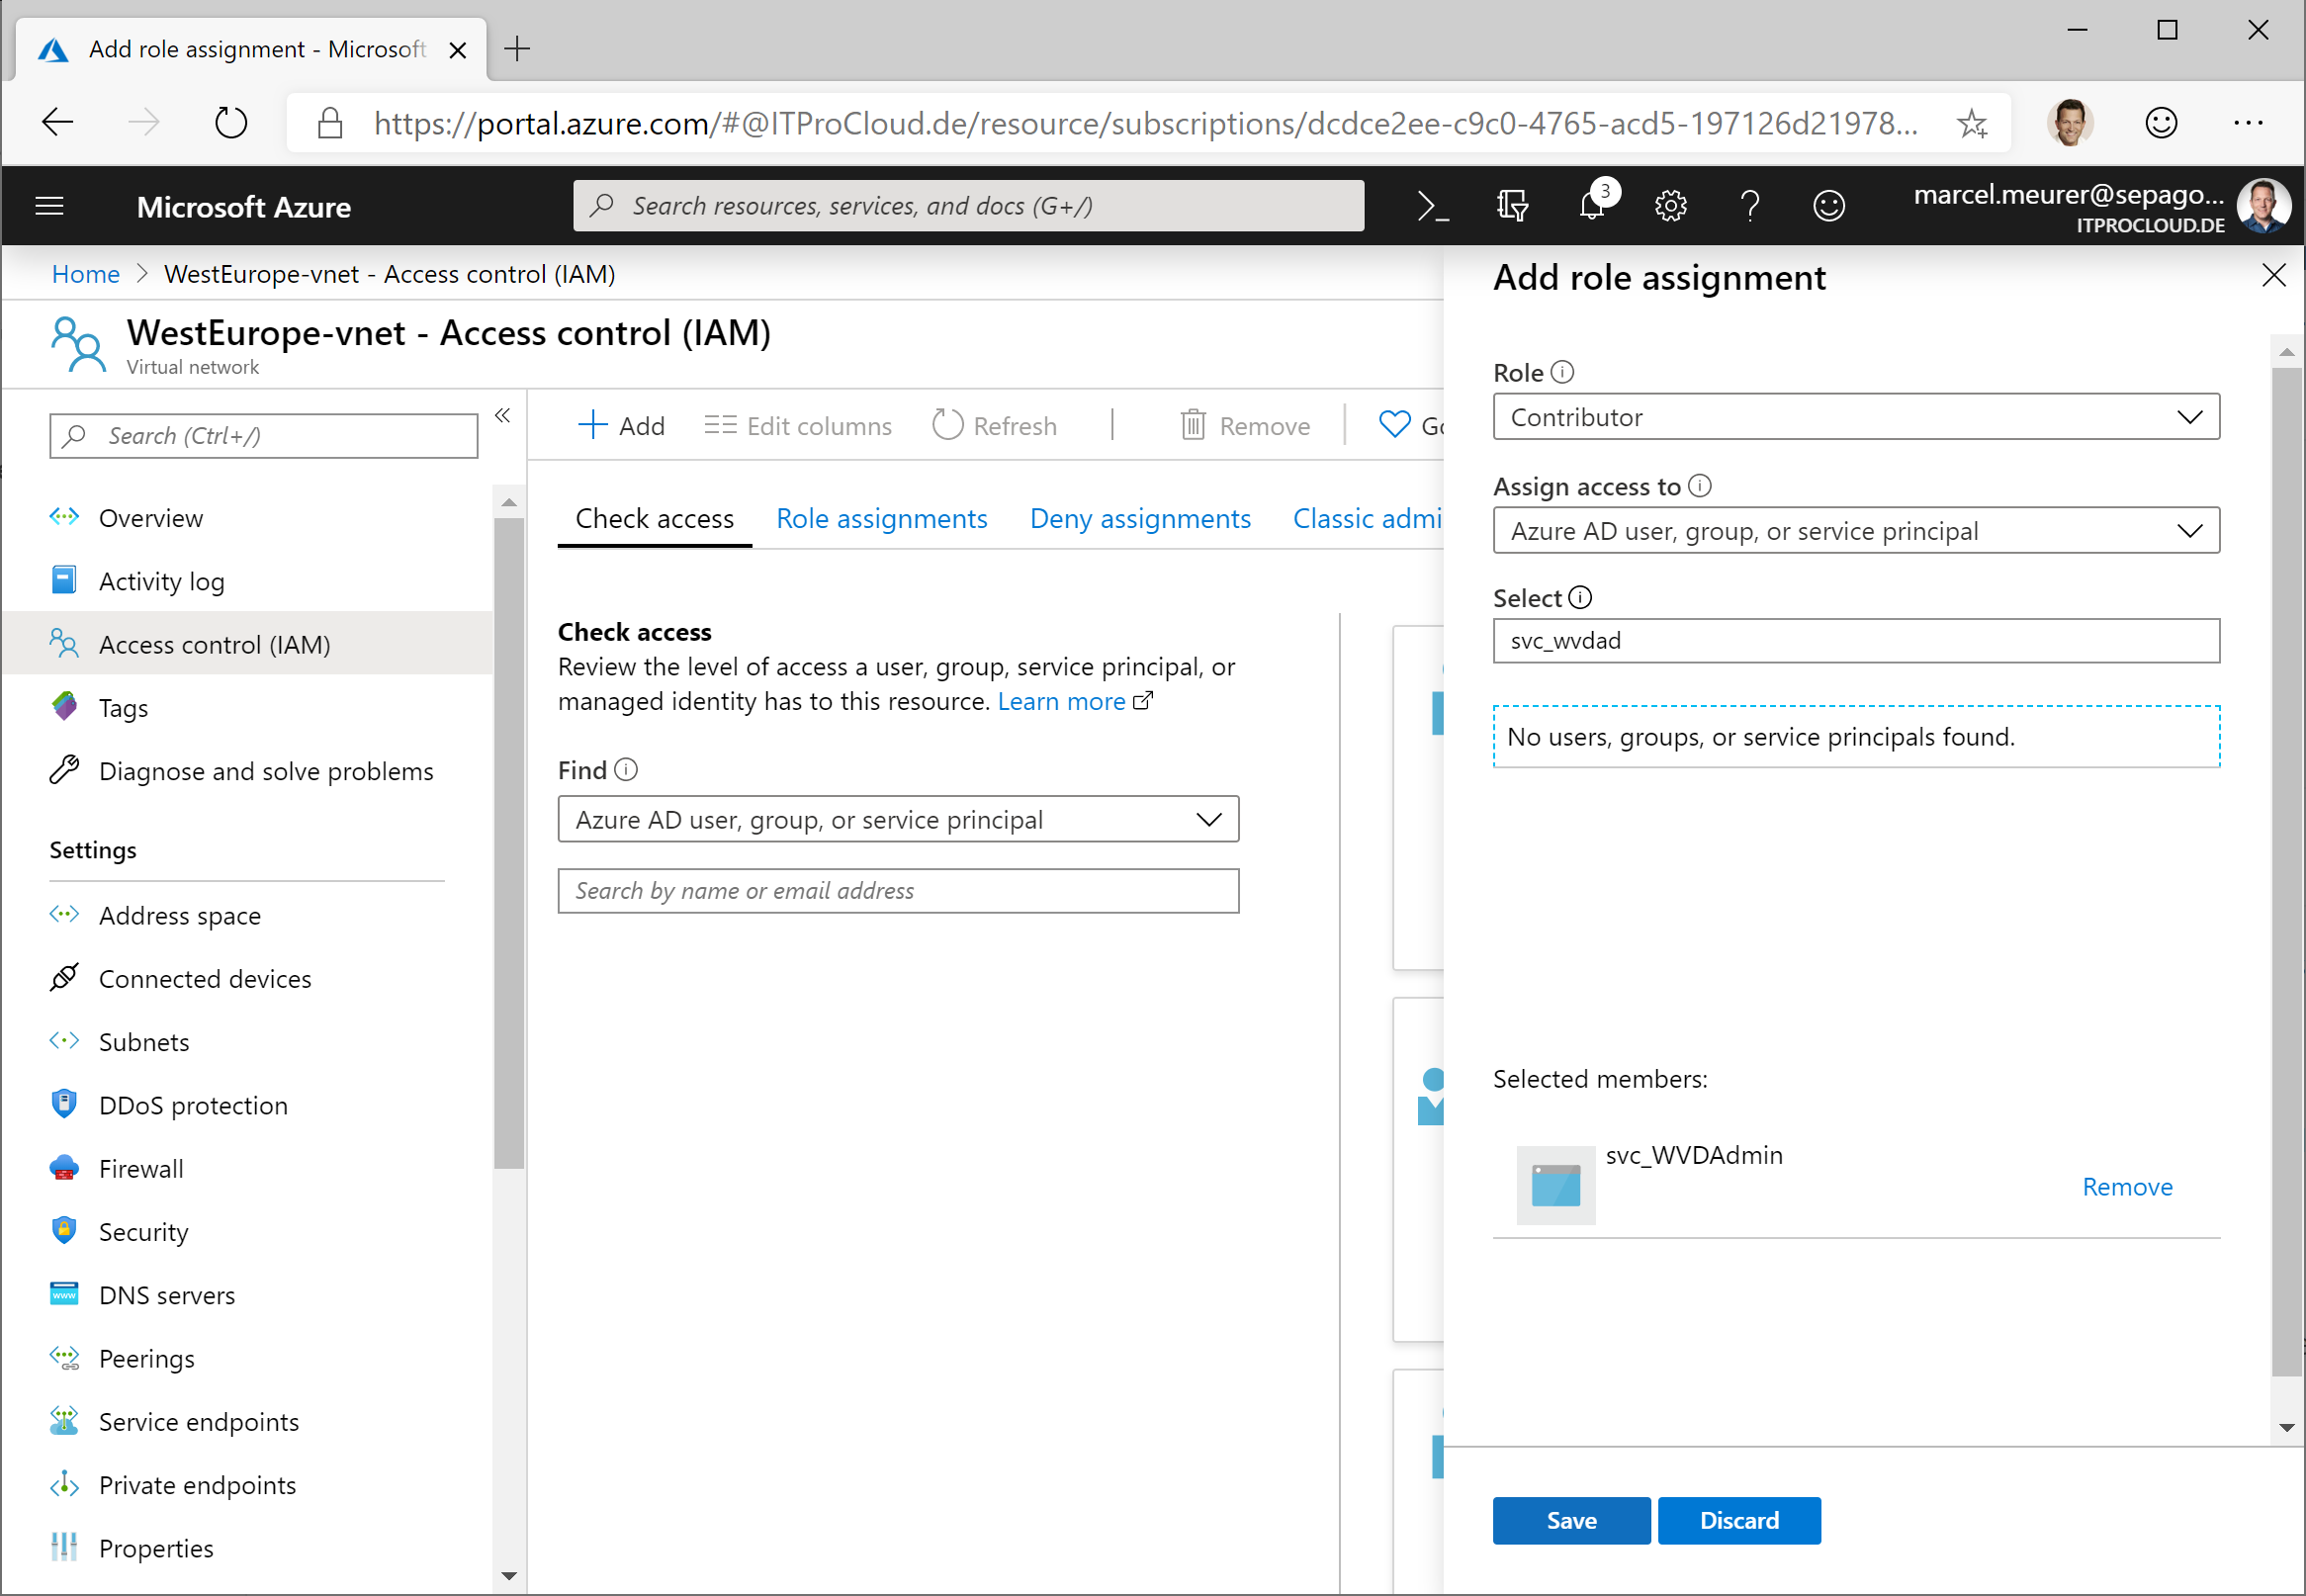 Add role assignment - Microsoft
https://portal.azure.com/#@ITProCloud.de/resource/subscriptions/dcdce2ee-c9c0-4765-acd5-197126d21978...
Microsoft Azure
Search resources, services, and docs (G+/)
3
marcel.meurer@sepago...
ITPROCLOUD.DE
Home > WestEurope-vnet - Access control (IAM)
WestEurope-vnet - Access control (IAM)
Virtual network
Search (Ctrl+/)
Overview
Activity log
Access control (IAM)
Tags
Diagnose and solve problems
Settings
Address space
Connected devices
Subnets
DDoS protection
Firewall
Security
DNS servers
Peerings
Service endpoints
Private endpoints
Properties
Add
Edit columns
Refresh
Remove
Check access
Role assignments
Deny assignments
Classic admi
Check access
Review the level of access a user, group, service principal, or
managed identity has to this resource. Learn more
Find
Azure AD user, group, or service principal
Search by name or email address
Add role assignment
Role
Contributor
Assign access to
Azure AD user, group, or service principal
Select
svc_wvdad
No users, groups, or service principals found.
Selected members:
svc_WVDAdmin
Remove
Save
Discard